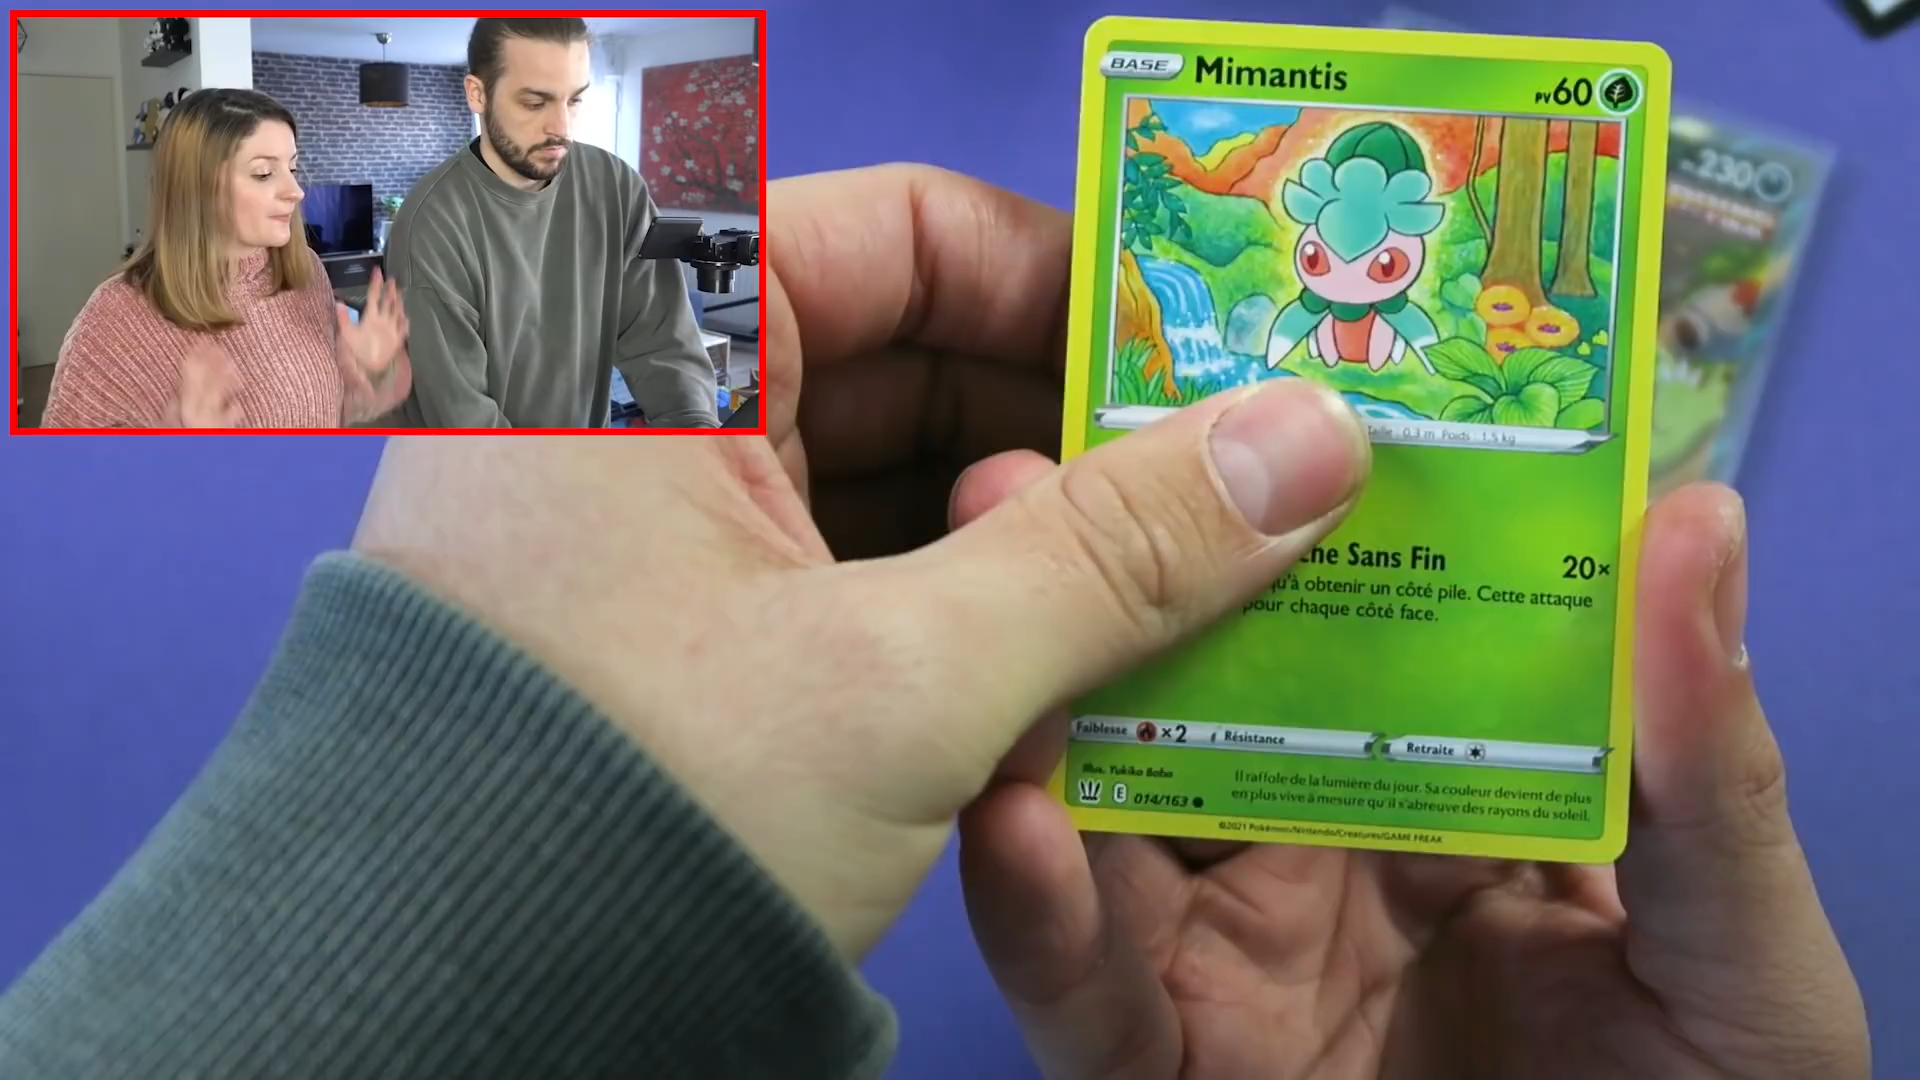 BASE Mimantis PV60
230
Taille : 0.3 m Poids : 1.5 kg
che Sans Fin 20×
qu'à obtenir un côté pile. Cette attaque
pour chaque côté face.
Faiblesse ×2 Résistance Retraite
Illus. Yukiko Baba
E 014/163
Il raffole de la lumière du jour. Sa couleur devient de plus
en plus vive à mesure qu'il s'abreuve des rayons du soleil.
©2021 Pokémon/Nintendo/Creatures/GAME FREAK